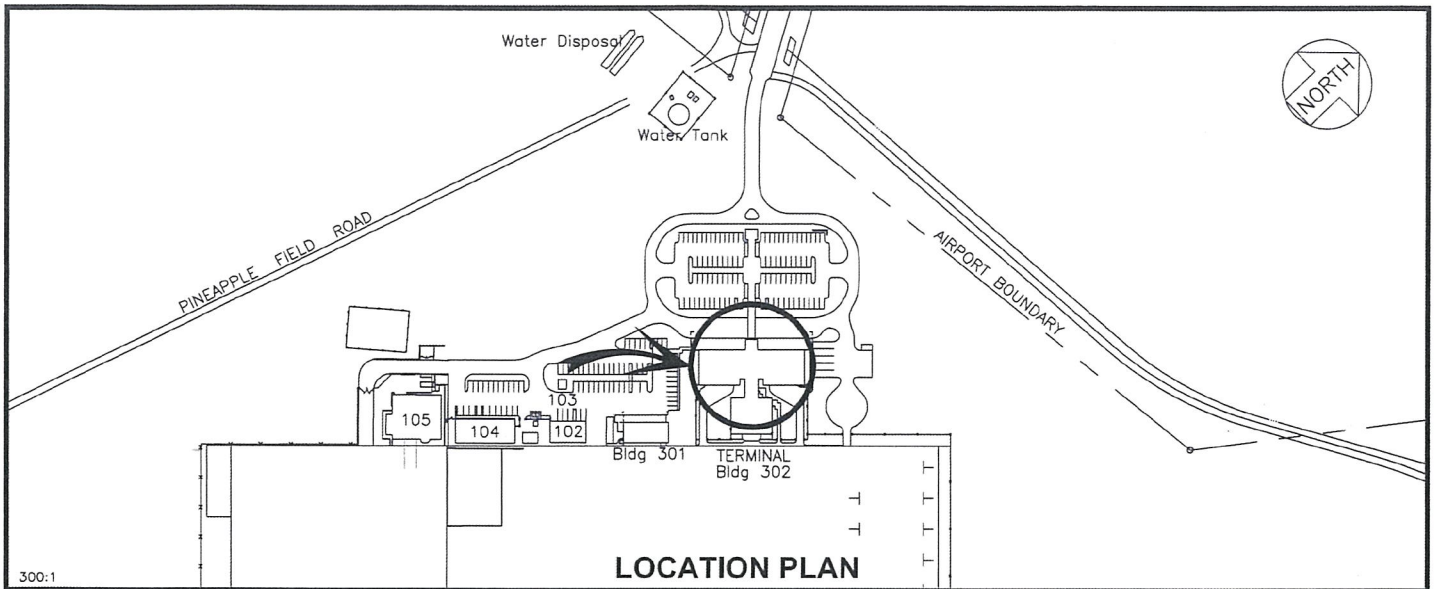 Water Disposal
NORTH
Water Tank
PINEAPPLE FIELD ROAD
AIRPORT BOUNDARY
103
105
104
102
Bldg 301
TERMINAL
Bldg 302
LOCATION PLAN
300:1